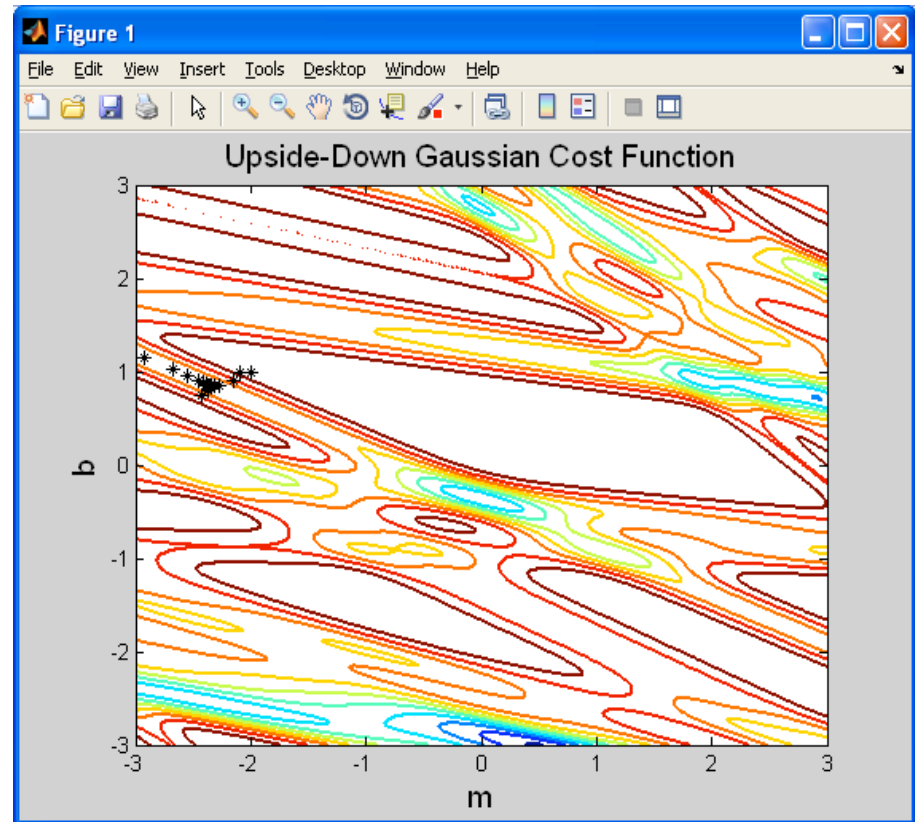 Figure 1
File Edit View Insert Tools Desktop Window Help
Upside-Down Gaussian Cost Function
3
2
1
0
-1
-2
-3
b
-3 -2 -1 0 1 2 3
m